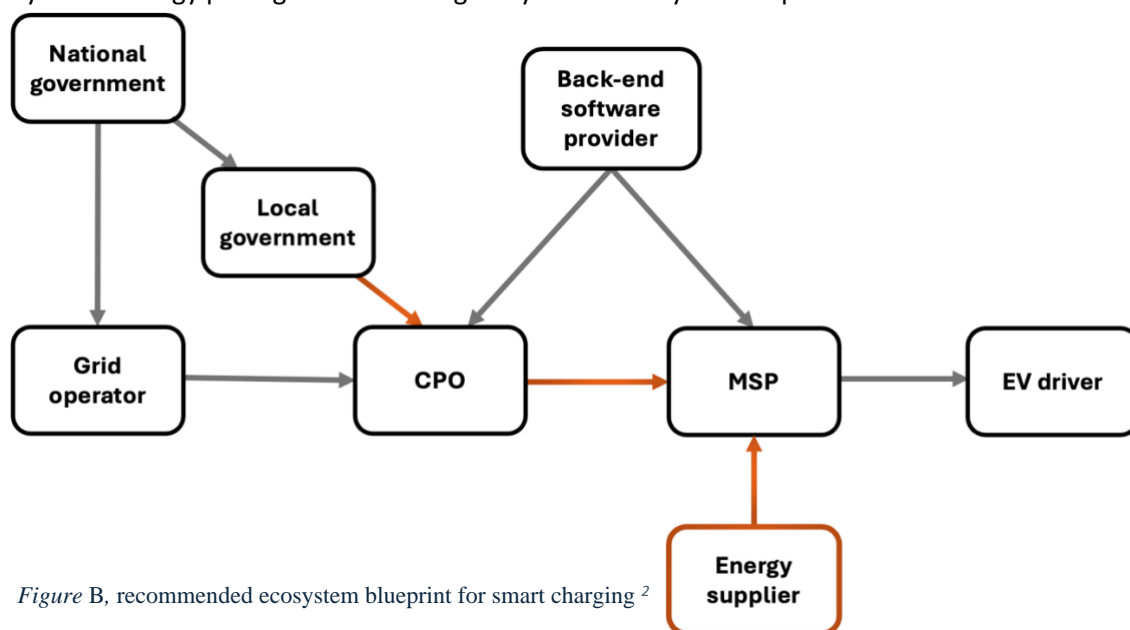 National
government
Back-end
software
provider
Local
government
Grid
operator
CPO
MSP
EV driver
Energy
supplier
Figure B, recommended ecosystem blueprint for smart charging 2